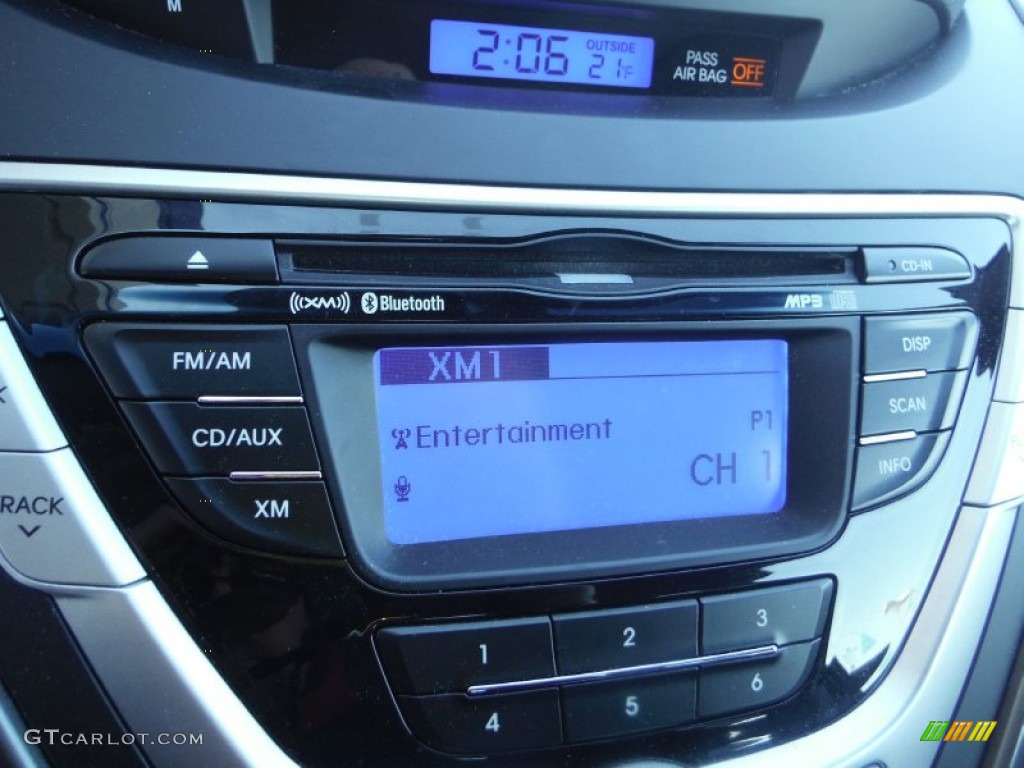 M
2:06 OUTSIDE 21°F
PASS AIR BAG OFF
CD-IN
((XM)) Bluetooth MP3
FM/AM
XM1
DISP
CD/AUX
Entertainment P1
SCAN
CH 1
INFO
XM
RACK
1 2 3
4 5 6
GTCARLOT.COM